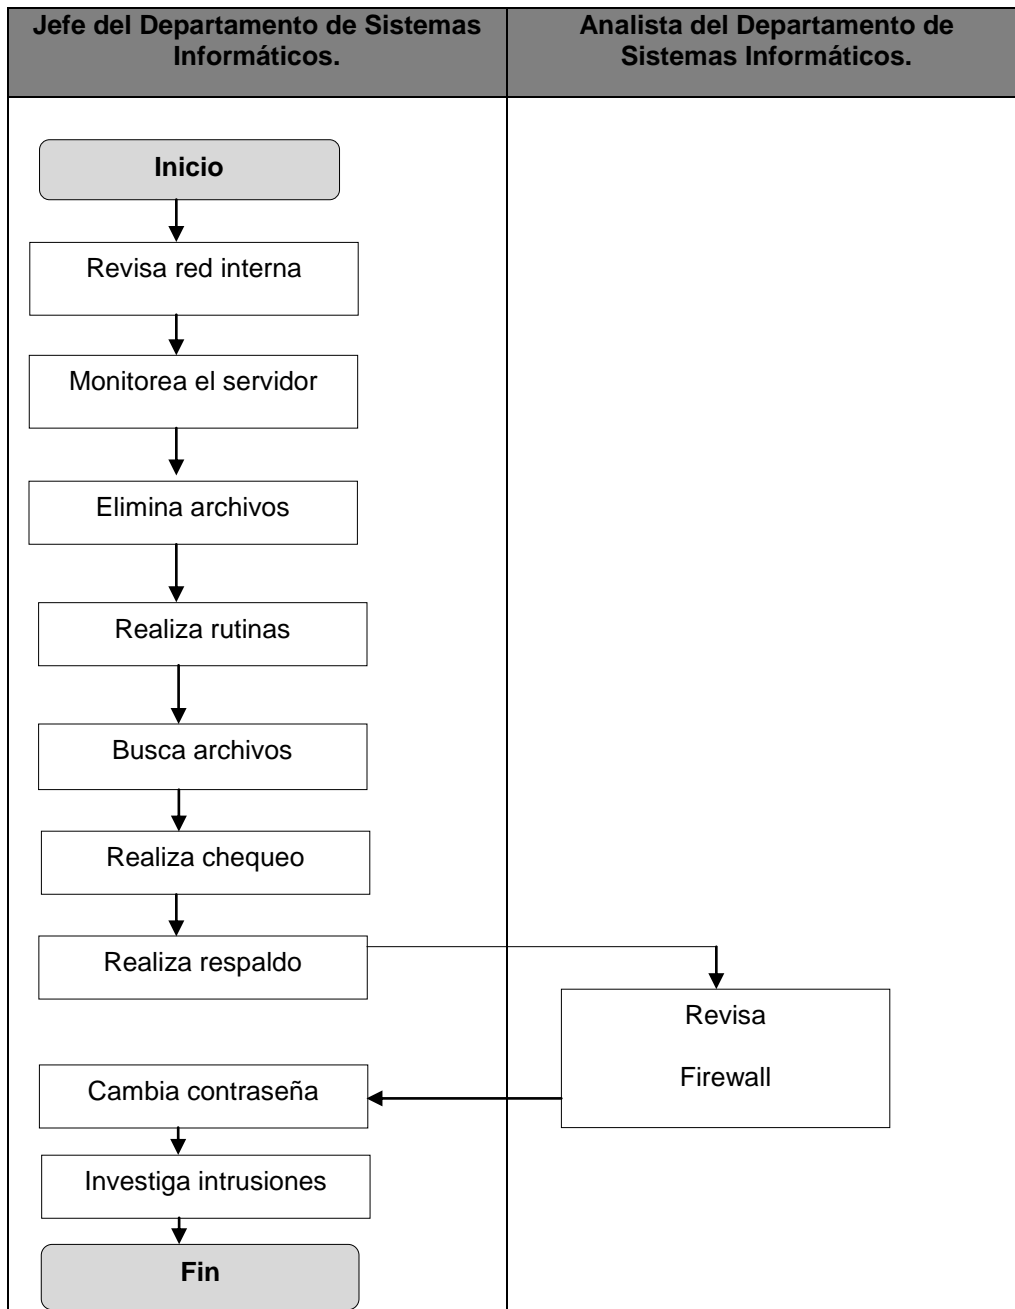 Jefe del Departamento de Sistemas
Informáticos.
Analista del Departamento de
Sistemas Informáticos.
Inicio
Revisa red interna
Monitorea el servidor
Elimina archivos
Realiza rutinas
Busca archivos
Realiza chequeo
Realiza respaldo
Revisa
Firewall
Cambia contraseña
Investiga intrusiones
Fin